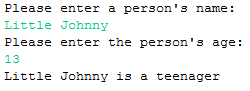 Please enter a person's name:
Little Johnny
Please enter the person's age:
13
Little Johnny is a teenager